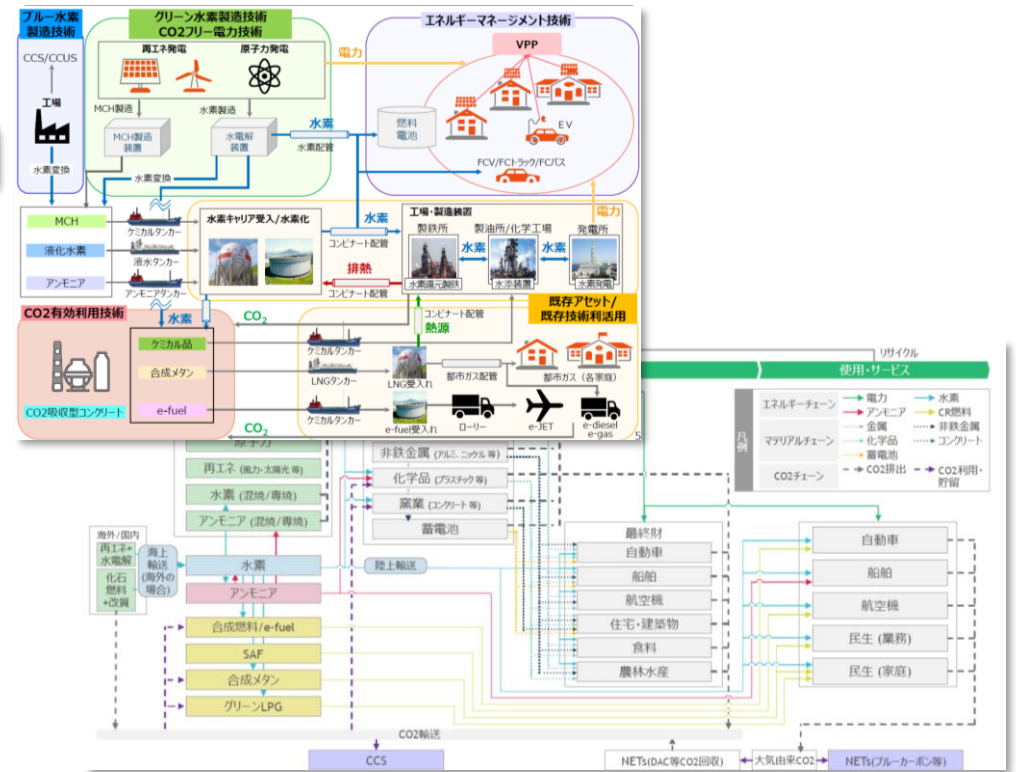 ブルー水素
製造技術
CCS/CCUS
工場
水素変換
グリーン水素製造技術
CO2フリー電力技術
再エネ発電
原子力発電
MCH製造
水素製造
MCH製造
装置
水電解
装置
水素変換
水素
水素配管
電力
エネルギーマネージメント技術
VPP
EV
燃料
電池
FCV/FCトラック/FCバス
電力
MCH
液化水素
アンモニア
ケミカルタンカー
液水タンカー
アンモニアタンカー
水素キャリア受入/水素化
水素
コンビナート配管
排熱
コンビナート配管
工場・製造装置
製鉄所
製油所/化学工場
発電所
水素
水素
水素還元製鉄
水添装置
水素発電
既存アセット/
既存技術利活用
CO2有効利用技術
水素
CO2
ケミカル品
合成メタン
e-fuel
CO2吸収型コンクリート
CO2
ケミカルタンカー
LNGタンカー
ケミカルタンカー
コンビナート配管
熱源
LNG受入れ
都市ガス配管
都市ガス（各家庭）
e-fuel受入れ
ローリー
e-JET
e-diesel
e-gas
5
リサイクル
使用・サービス
凡例
エネルギーチェーン
マテリアルチェーン
CO2チェーン
電力
水素
アンモニア
CR燃料
金属
非鉄金属
化学品
コンクリート
蓄電池
CO2排出
CO2利用・
貯留
原子力
再エネ (風力・太陽光 等)
水素 (混焼/専焼)
アンモニア (混焼/専焼)
非鉄金属 (アルミ、ニッケル 等)
化学品 (プラスチック 等)
窯業 (コンクリート 等)
蓄電池
海外/国内
再エネ+
水電解
化石
燃料
+改質
海上
輸送
(海外の
場合)
水素
アンモニア
陸上輸送
合成燃料/e-fuel
SAF
合成メタン
グリーンLPG
最終財
自動車
船舶
航空機
住宅・建築物
食料
農林水産
自動車
船舶
航空機
民生 (業務)
民生 (家庭)
CO2輸送
CCS
NETs(DAC等CO2回収)
大気由来CO2
NETs(ブルーカーボン等)